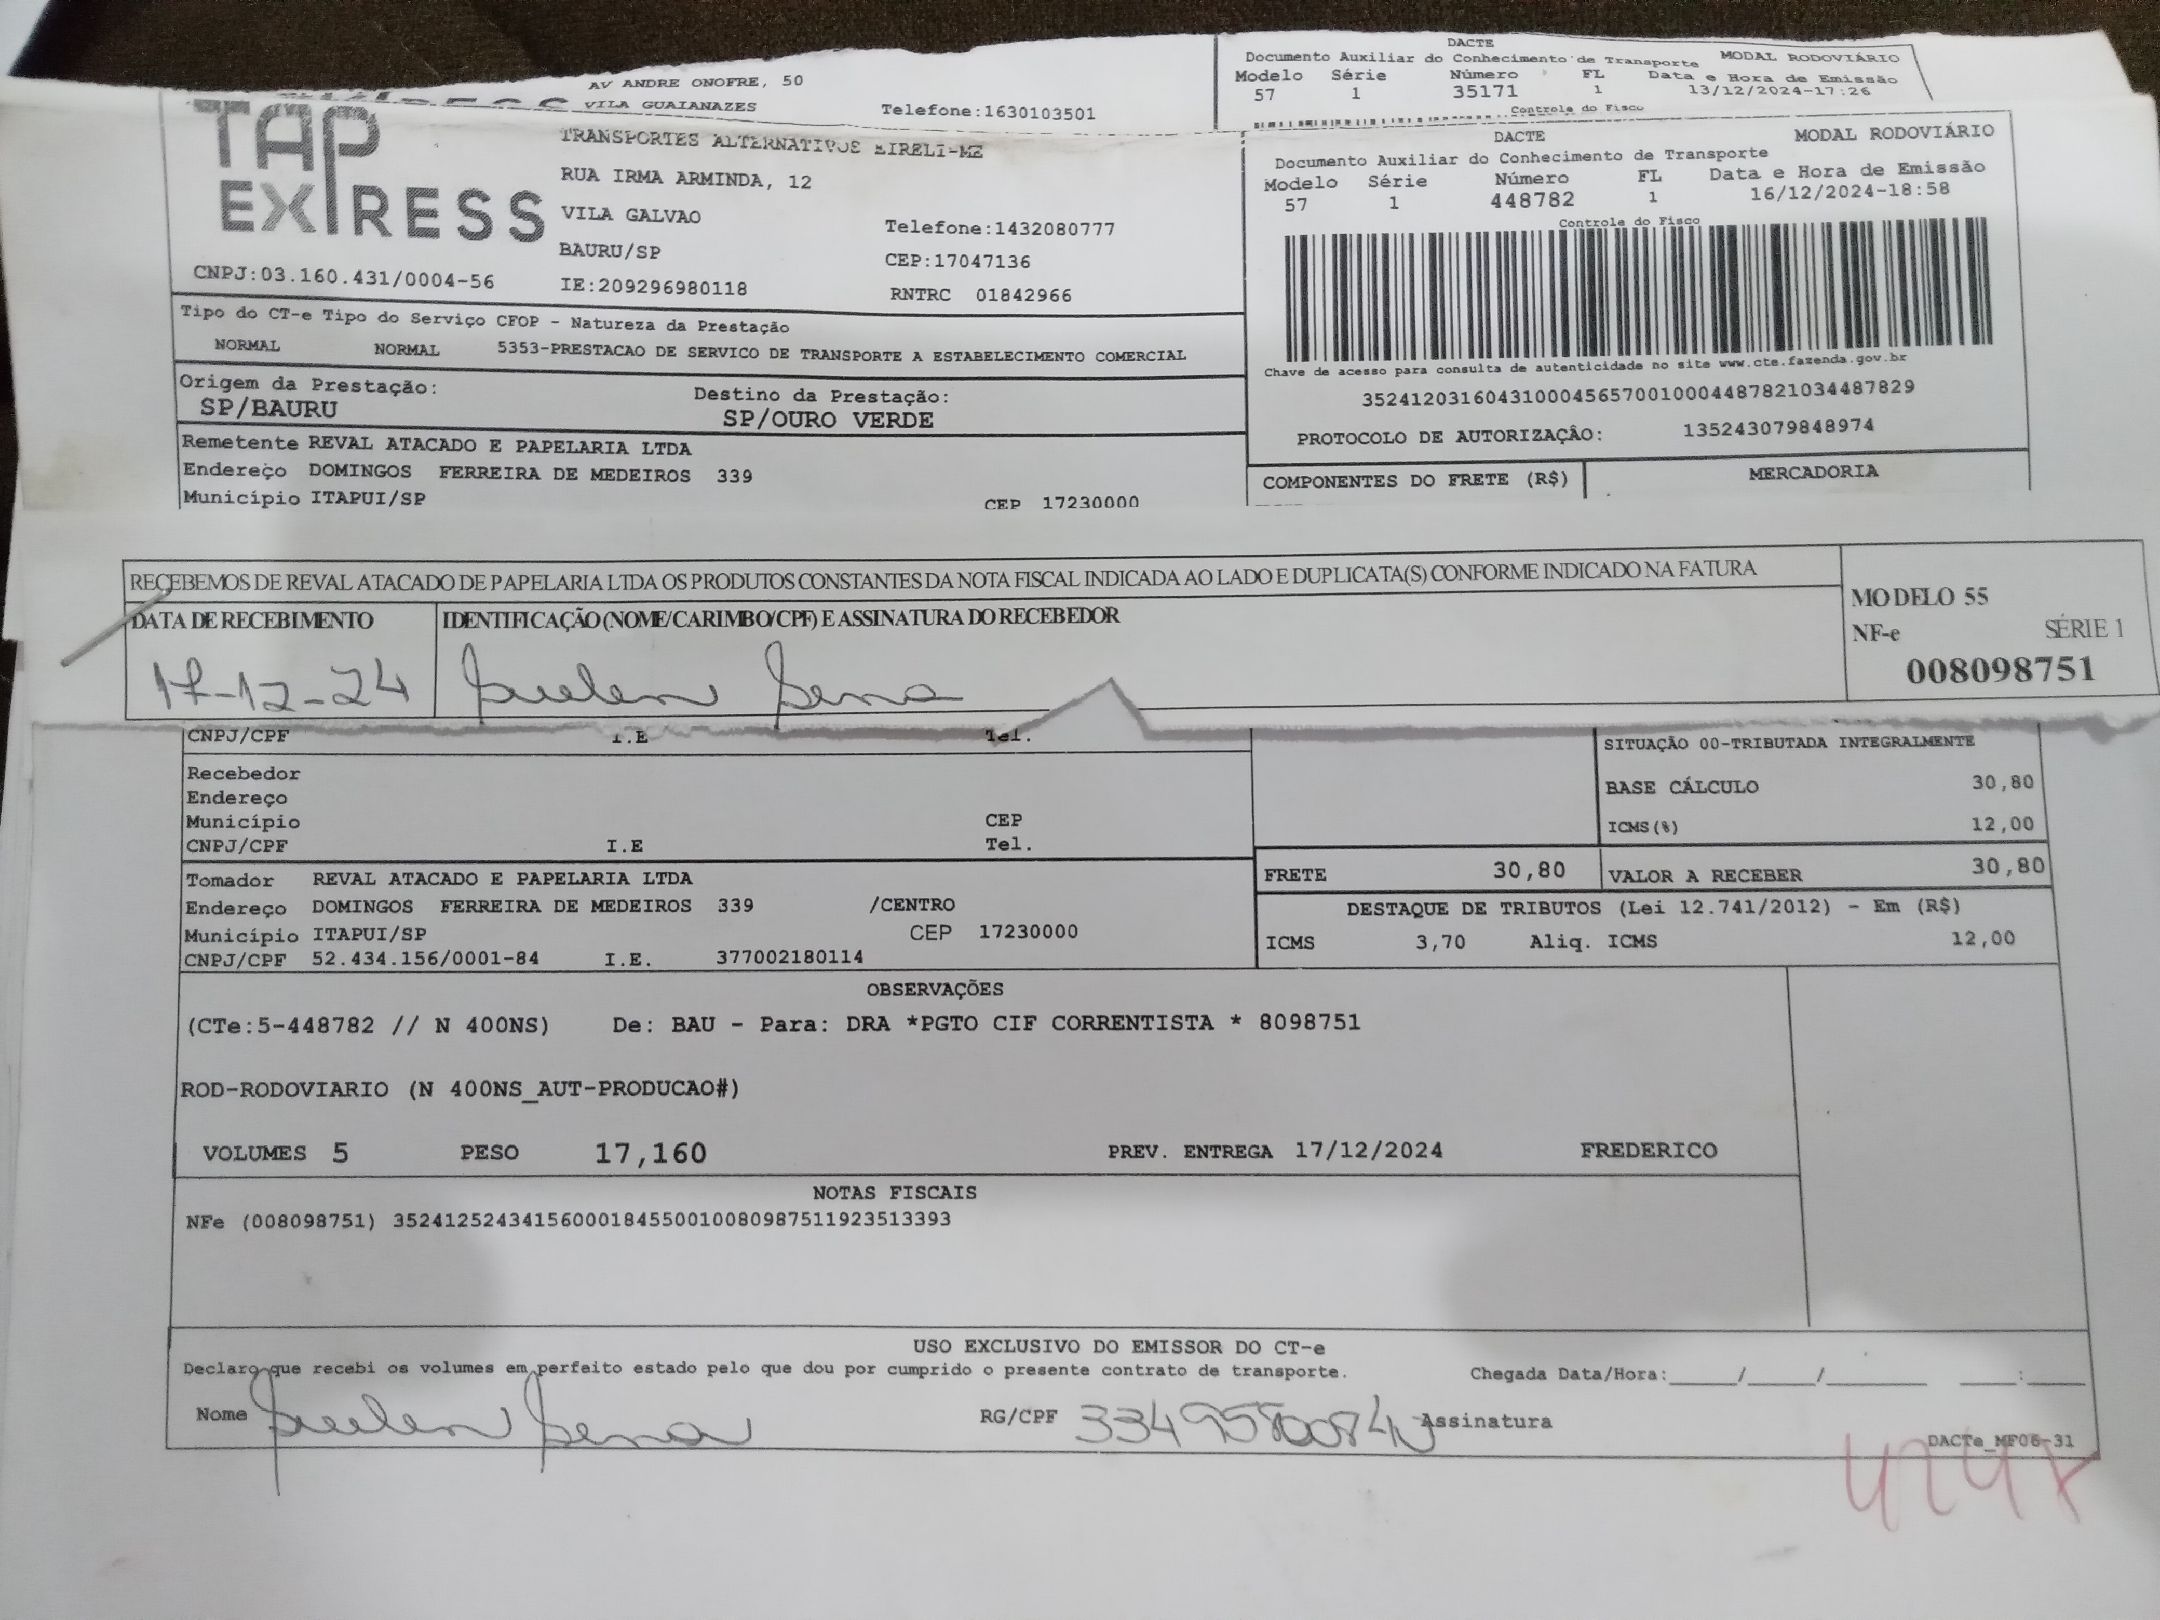 DACTE
AV ANDRE ONOFRE, 50
Documento Auxiliar do Conhecimento de Transporte MODAL RODOVIÁRIO
VILA GUAIANAZES Telefone:1630103501
Modelo Série Número FL Data e Hora de Emissão
57 1 35171 1 13/12/2024-17:26
Controle do Fisco
TAP EXPRESS
TRANSPORTES ALTERNATIVOS EIRELI-ME
RUA IRMA ARMINDA, 12
VILA GALVAO Telefone:1432080777
BAURU/SP CEP:17047136
CNPJ:03.160.431/0004-56 IE:209296980118 RNTRC 01842966
DACTE MODAL RODOVIÁRIO
Documento Auxiliar do Conhecimento de Transporte
Modelo Série Número FL Data e Hora de Emissão
57 1 448782 1 16/12/2024-18:58
Controle do Fisco
Chave de acesso para consulta de autenticidade no site www.cte.fazenda.gov.br
35241203160431000456570010004487821034487829
PROTOCOLO DE AUTORIZAÇÂO: 135243079848974
Tipo do CT-e Tipo do Serviço CFOP - Natureza da Prestação
NORMAL NORMAL 5353-PRESTACAO DE SERVICO DE TRANSPORTE A ESTABELECIMENTO COMERCIAL
Origem da Prestação: Destino da Prestação:
SP/BAURU SP/OURO VERDE
Remetente REVAL ATACADO E PAPELARIA LTDA
Endereço DOMINGOS FERREIRA DE MEDEIROS 339
Município ITAPUI/SP CEP 17230000
COMPONENTES DO FRETE (R$) MERCADORIA
RECEBEMOS DE REVAL ATACADO DE PAPELARIA LTDA OS PRODUTOS CONSTANTES DA NOTA FISCAL INDICADA AO LADO E DUPLICATA(S) CONFORME INDICADO NA FATURA
DATA DE RECEBIMENTO IDENTIFICAÇÃO (NOME/CARIMBO/CPF) E ASSINATURA DO RECEBEDOR
MODELO 55
NF-e SÉRIE 1
008098751
17-12-24 Suelen Sena
CNPJ/CPF I.E Tel.
SITUAÇÃO 00-TRIBUTADA INTEGRALMENTE
Recebedor
Endereço
Município CEP
CNPJ/CPF I.E Tel.
BASE CÁLCULO 30,80
ICMS(%) 12,00
FRETE 30,80 VALOR A RECEBER 30,80
Tomador REVAL ATACADO E PAPELARIA LTDA
Endereço DOMINGOS FERREIRA DE MEDEIROS 339 /CENTRO
Município ITAPUI/SP CEP 17230000
CNPJ/CPF 52.434.156/0001-84 I.E. 377002180114
DESTAQUE DE TRIBUTOS (Lei 12.741/2012) - Em (R$)
ICMS 3,70 Aliq. ICMS 12,00
OBSERVAÇÕES
(CTe:5-448782 // N 400NS) De: BAU - Para: DRA *PGTO CIF CORRENTISTA * 8098751
ROD-RODOVIARIO (N 400NS_AUT-PRODUCAO#)
VOLUMES 5 PESO 17,160 PREV. ENTREGA 17/12/2024 FREDERICO
NOTAS FISCAIS
NFe (008098751) 35241252434156000184550010080987511923513393
USO EXCLUSIVO DO EMISSOR DO CT-e
Declaro que recebi os volumes em perfeito estado pelo que dou por cumprido o presente contrato de transporte. Chegada Data/Hora:_____/_____/_______ ____:____
Nome Suelen Sena RG/CPF Assinatura
DACTe_MF06-31